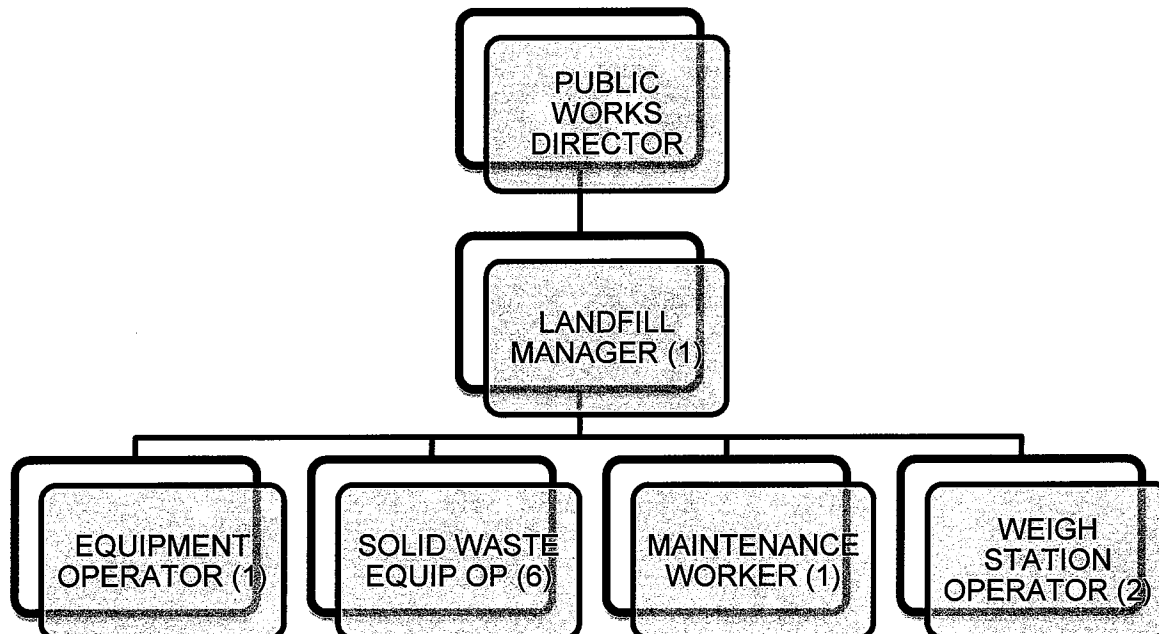 PUBLIC
WORKS
DIRECTOR
LANDFILL
MANAGER (1)
EQUIPMENT
OPERATOR (1)
SOLID WASTE
EQUIP OP (6)
MAINTENANCE
WORKER (1)
WEIGH
STATION
OPERATOR (2)